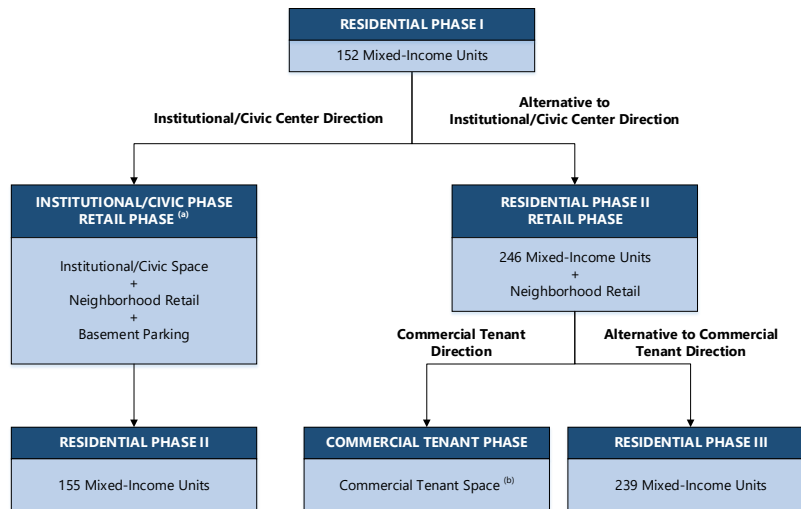 RESIDENTIAL PHASE I
152 Mixed-Income Units
Institutional/Civic Center Direction
Alternative to
Institutional/Civic Center Direction
INSTITUTIONAL/CIVIC PHASE
RETAIL PHASE (a)
Institutional/Civic Space
+
Neighborhood Retail
+
Basement Parking
RESIDENTIAL PHASE II
RETAIL PHASE
246 Mixed-Income Units
+
Neighborhood Retail
Commercial Tenant
Direction
Alternative to Commercial
Tenant Direction
RESIDENTIAL PHASE II
155 Mixed-Income Units
COMMERCIAL TENANT PHASE
Commercial Tenant Space (b)
RESIDENTIAL PHASE III
239 Mixed-Income Units